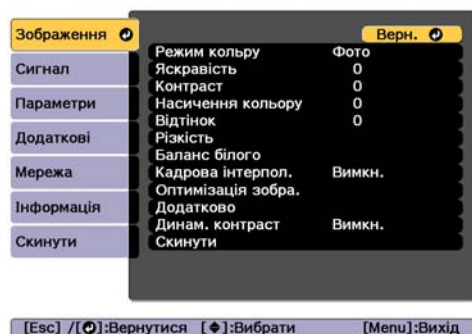 Зображення
Сигнал
Параметри
Додаткові
Мережа
Інформація
Скинути
Верн.
Режим кольору Фото
Яскравість 0
Контраст 0
Насичення кольору 0
Відтінок 0
Різкість
Баланс білого
Кадрова інтерпол. Вимкн.
Оптимізація зобра.
Додатково
Динам. контраст Вимкн.
Скинути
[Esc] /[]:Вернутися []:Вибрати [Menu]:Вихід